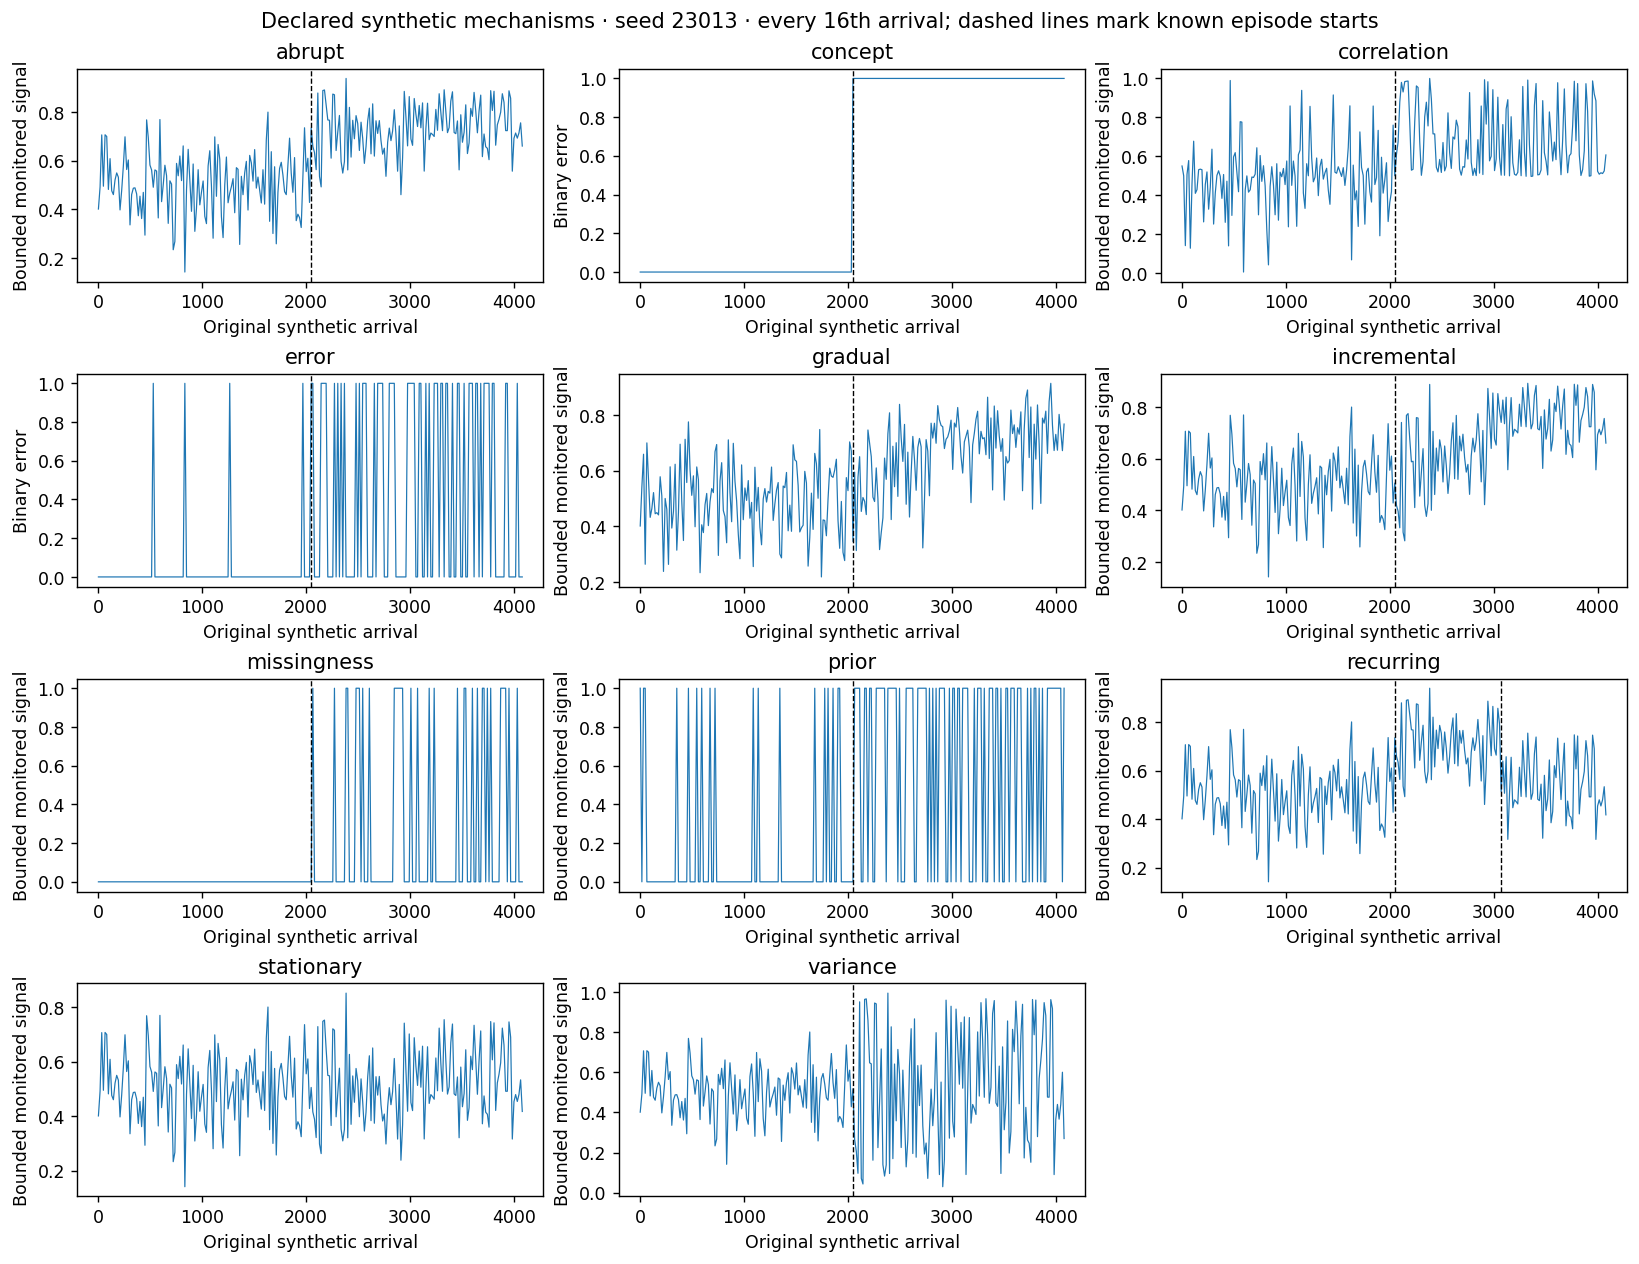 Declared synthetic mechanisms · seed 23013 · every 16th arrival; dashed lines mark known episode starts
abrupt
Bounded monitored signal
0.8
0.6
0.4
0.2
0 1000 2000 3000 4000
Original synthetic arrival
concept
Binary error
1.0
0.8
0.6
0.4
0.2
0.0
0 1000 2000 3000 4000
Original synthetic arrival
correlation
Bounded monitored signal
1.0
0.8
0.6
0.4
0.2
0.0
0 1000 2000 3000 4000
Original synthetic arrival
error
Binary error
1.0
0.8
0.6
0.4
0.2
0.0
0 1000 2000 3000 4000
Original synthetic arrival
gradual
Bounded monitored signal
0.8
0.6
0.4
0.2
0 1000 2000 3000 4000
Original synthetic arrival
incremental
Bounded monitored signal
0.8
0.6
0.4
0.2
0 1000 2000 3000 4000
Original synthetic arrival
missingness
Bounded monitored signal
1.0
0.8
0.6
0.4
0.2
0.0
0 1000 2000 3000 4000
Original synthetic arrival
prior
Bounded monitored signal
1.0
0.8
0.6
0.4
0.2
0.0
0 1000 2000 3000 4000
Original synthetic arrival
recurring
Bounded monitored signal
0.8
0.6
0.4
0.2
0 1000 2000 3000 4000
Original synthetic arrival
stationary
Bounded monitored signal
0.8
0.6
0.4
0.2
0 1000 2000 3000 4000
Original synthetic arrival
variance
Bounded monitored signal
1.0
0.8
0.6
0.4
0.2
0.0
0 1000 2000 3000 4000
Original synthetic arrival